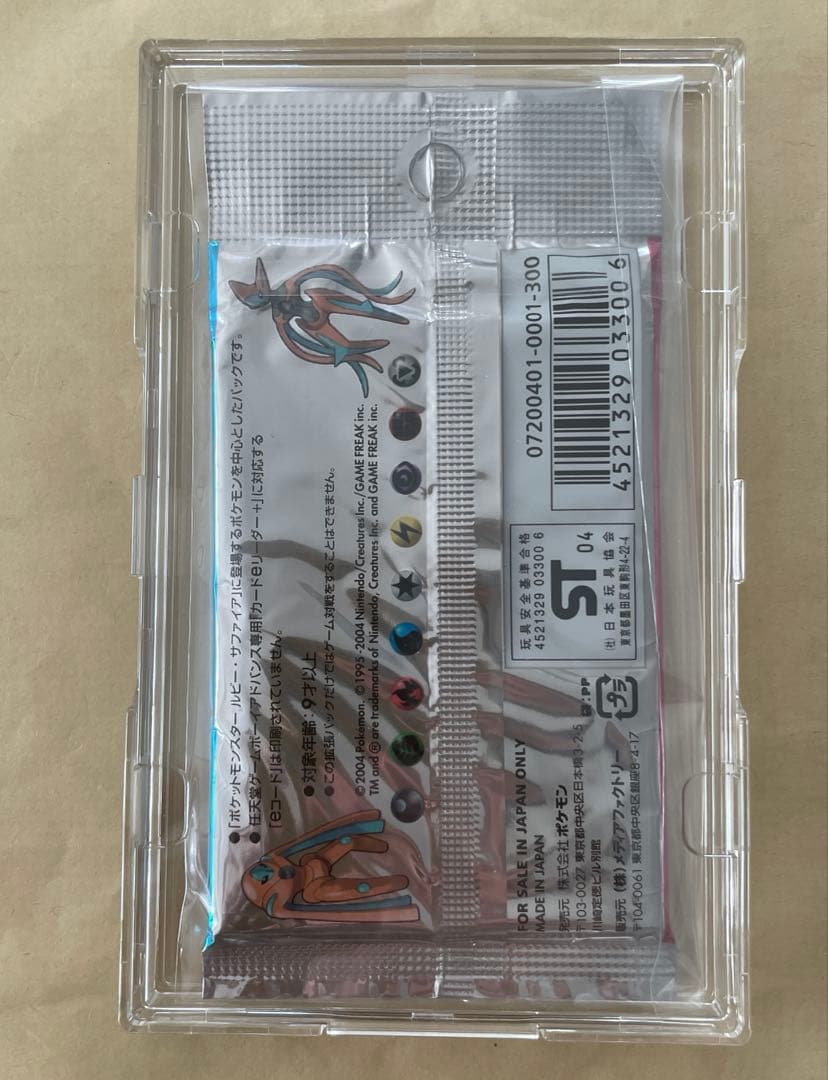 ●「ポケットモンスター ルビー・サファイア」に登場するポケモンを中心としたパックです。
●任天堂ゲームボーイアドバンス専用「カードeリーダー+」に対応する
「eコード」は印刷されていません。
●対象年齢：9才以上
●この拡張パックだけではゲーム対戦をすることはできません。
©2004 Pokémon. ©1995-2004 Nintendo/Creatures Inc./GAME FREAK inc.
TM and ® are trademarks of Nintendo, Creatures Inc. and GAME FREAK inc.
FOR SALE IN JAPAN ONLY
MADE IN JAPAN
発売元 (株式会社 ポケモン
〒103-0027 東京都中央区日本橋3-2-5
川崎定徳ビル別館
販売元 (株)メディアファクトリー
〒104-0061 東京都中央区銀座8-4-17
袋:PP
プラ
玩具安全基準合格
4521329 03300 6
ST 04
(社) 日本玩具協会
東京都墨田区東駒形4-22-4
07200401-0001-300
4521329 033006